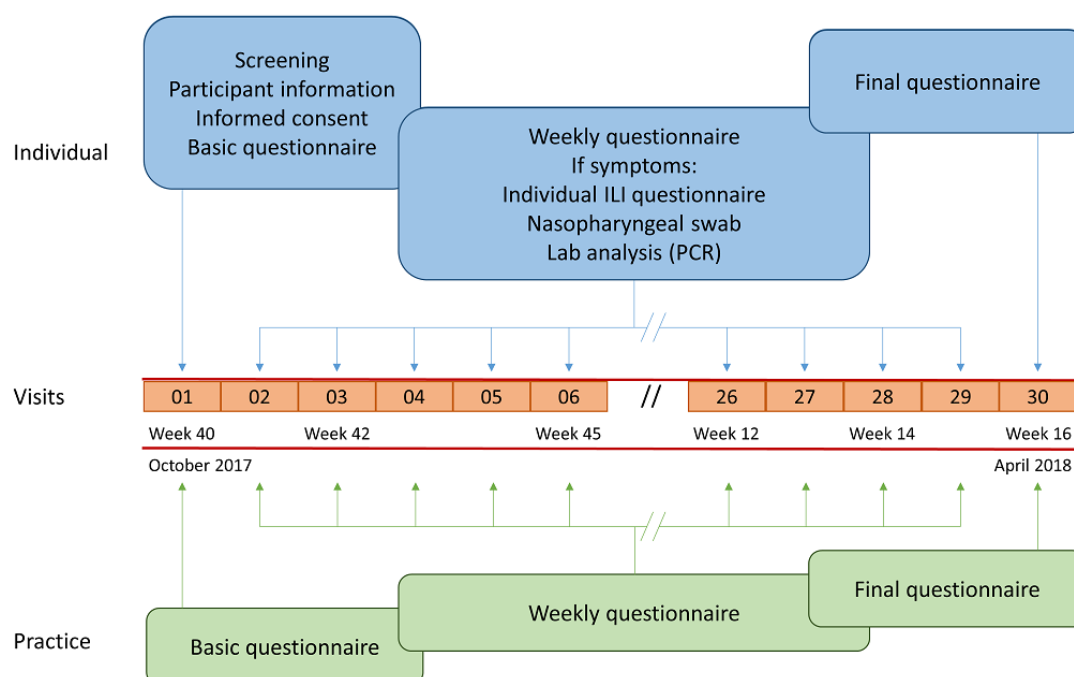 Screening
Participant information
Informed consent
Basic questionnaire
Final questionnaire
Individual
Weekly questionnaire
If symptoms:
Individual ILI questionnaire
Nasopharyngeal swab
Lab analysis (PCR)
//
Visits
01 02 03 04 05 06 // 26 27 28 29 30
Week 40 Week 42 Week 45 Week 12 Week 14 Week 16
October 2017 April 2018
//
Final questionnaire
Weekly questionnaire
Practice
Basic questionnaire